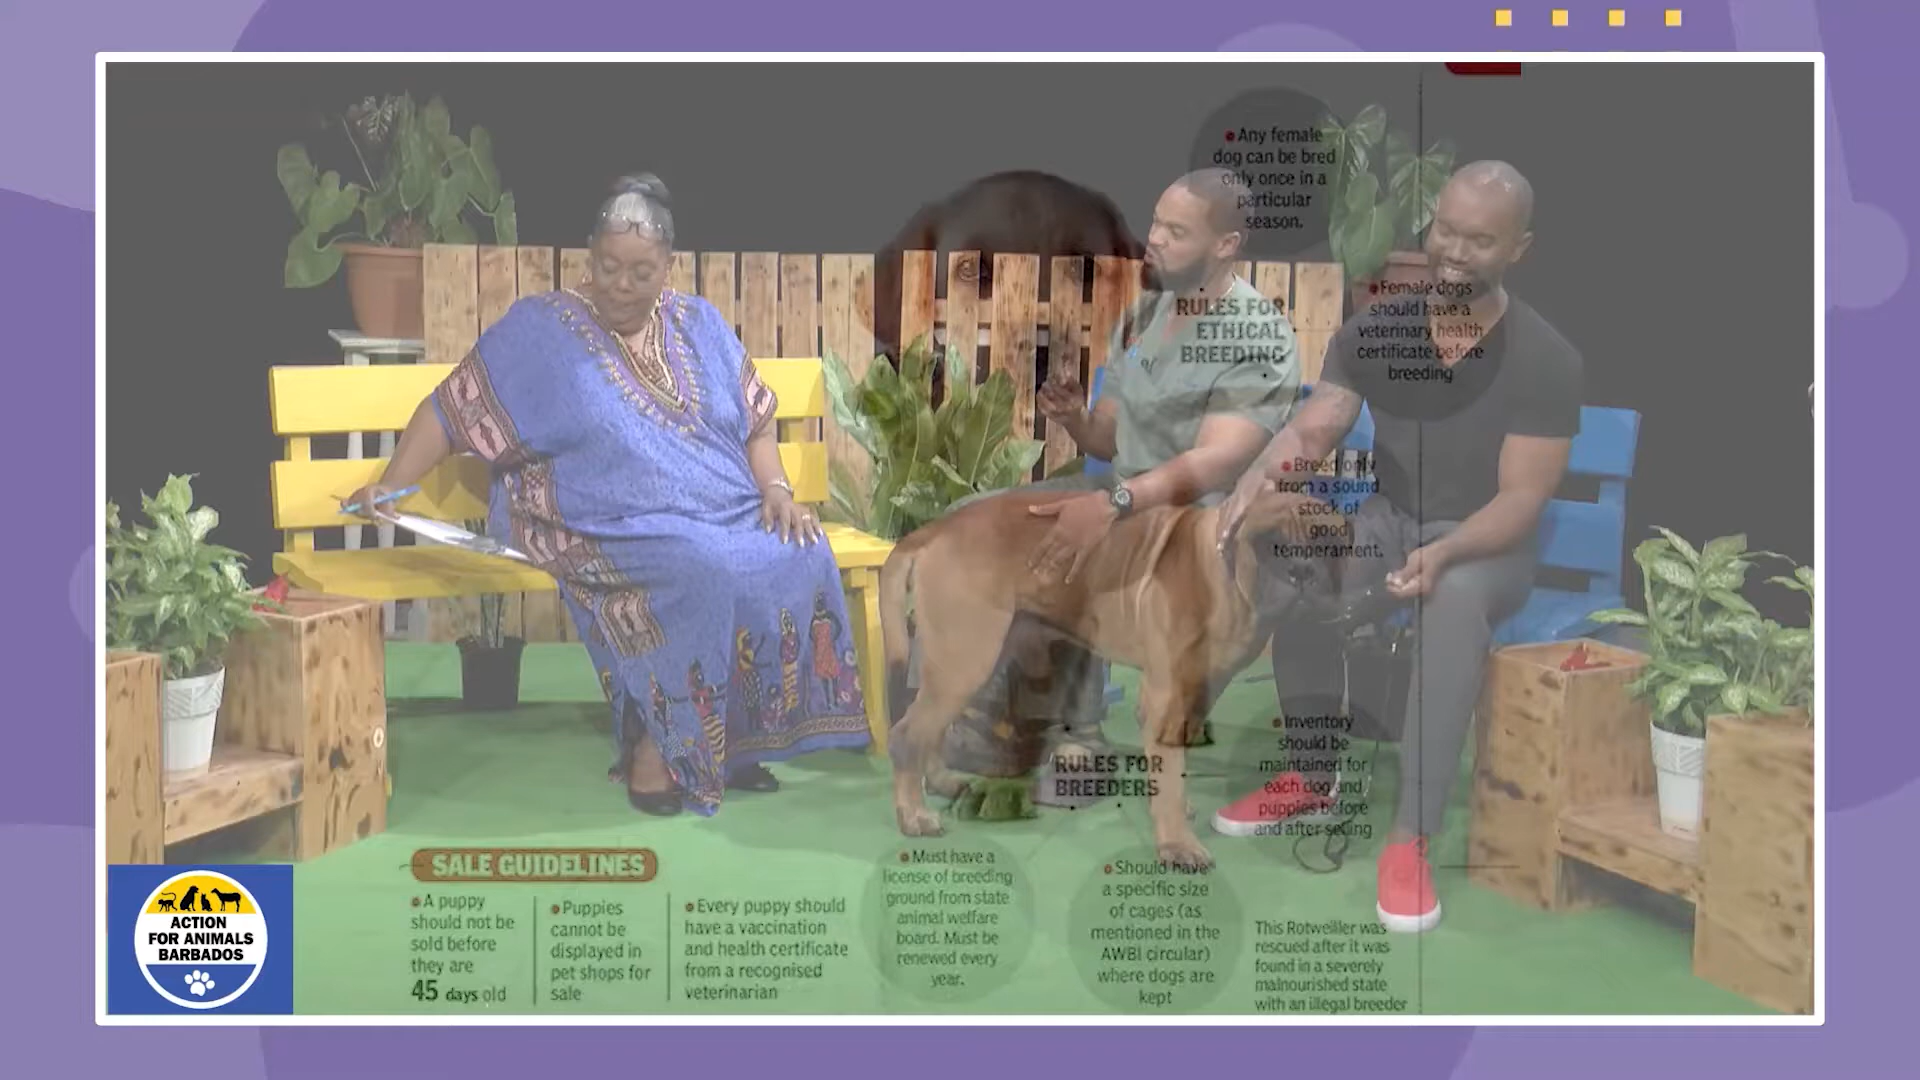 • Any female
dog can be bred
only once in a
particular
season.
RULES FOR
ETHICAL
BREEDING
• Female dogs
should have a
veterinary health
certificate before
breeding
• Breed only
from a sound
stock of
good
temperament.
• Inventory
should be
maintained for
each dog and
puppies before
and after selling
RULES FOR
BREEDERS
SALE GUIDELINES
• A puppy
should not be
sold before
they are
45 days old
• Puppies
cannot be
displayed in
pet shops for
sale
• Every puppy should
have a vaccination
and health certificate
from a recognised
veterinarian
• Must have a
license of breeding
ground from state
animal welfare
board. Must be
renewed every
year.
• Should have
a specific size
of cages (as
mentioned in the
AWBI circular)
where dogs are
kept
This Rotweiller was
rescued after it was
found in a severely
malnourished state
with an illegal breeder
ACTION
FOR ANIMALS
BARBADOS